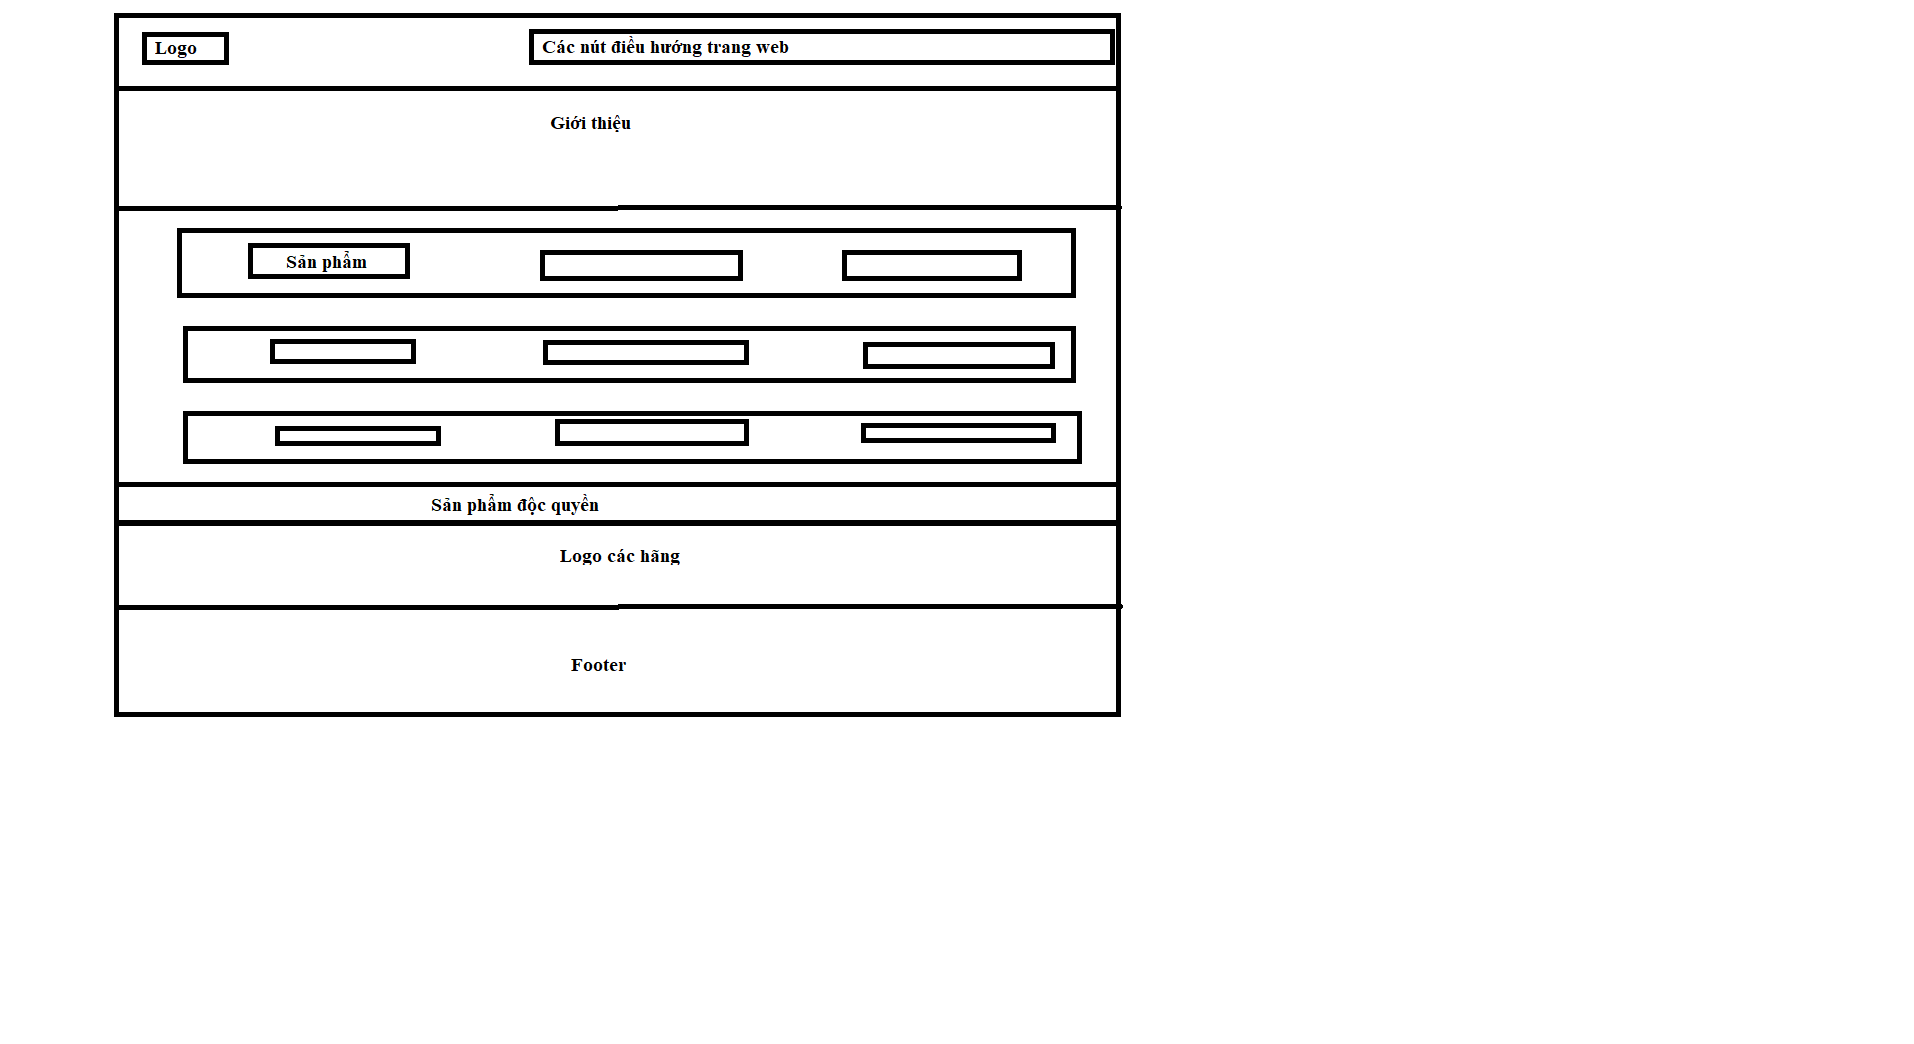 Logo
Các nút điều hướng trang web
Giới thiệu
Sản phẩm
Sản phẩm độc quyền
Logo các hãng
Footer